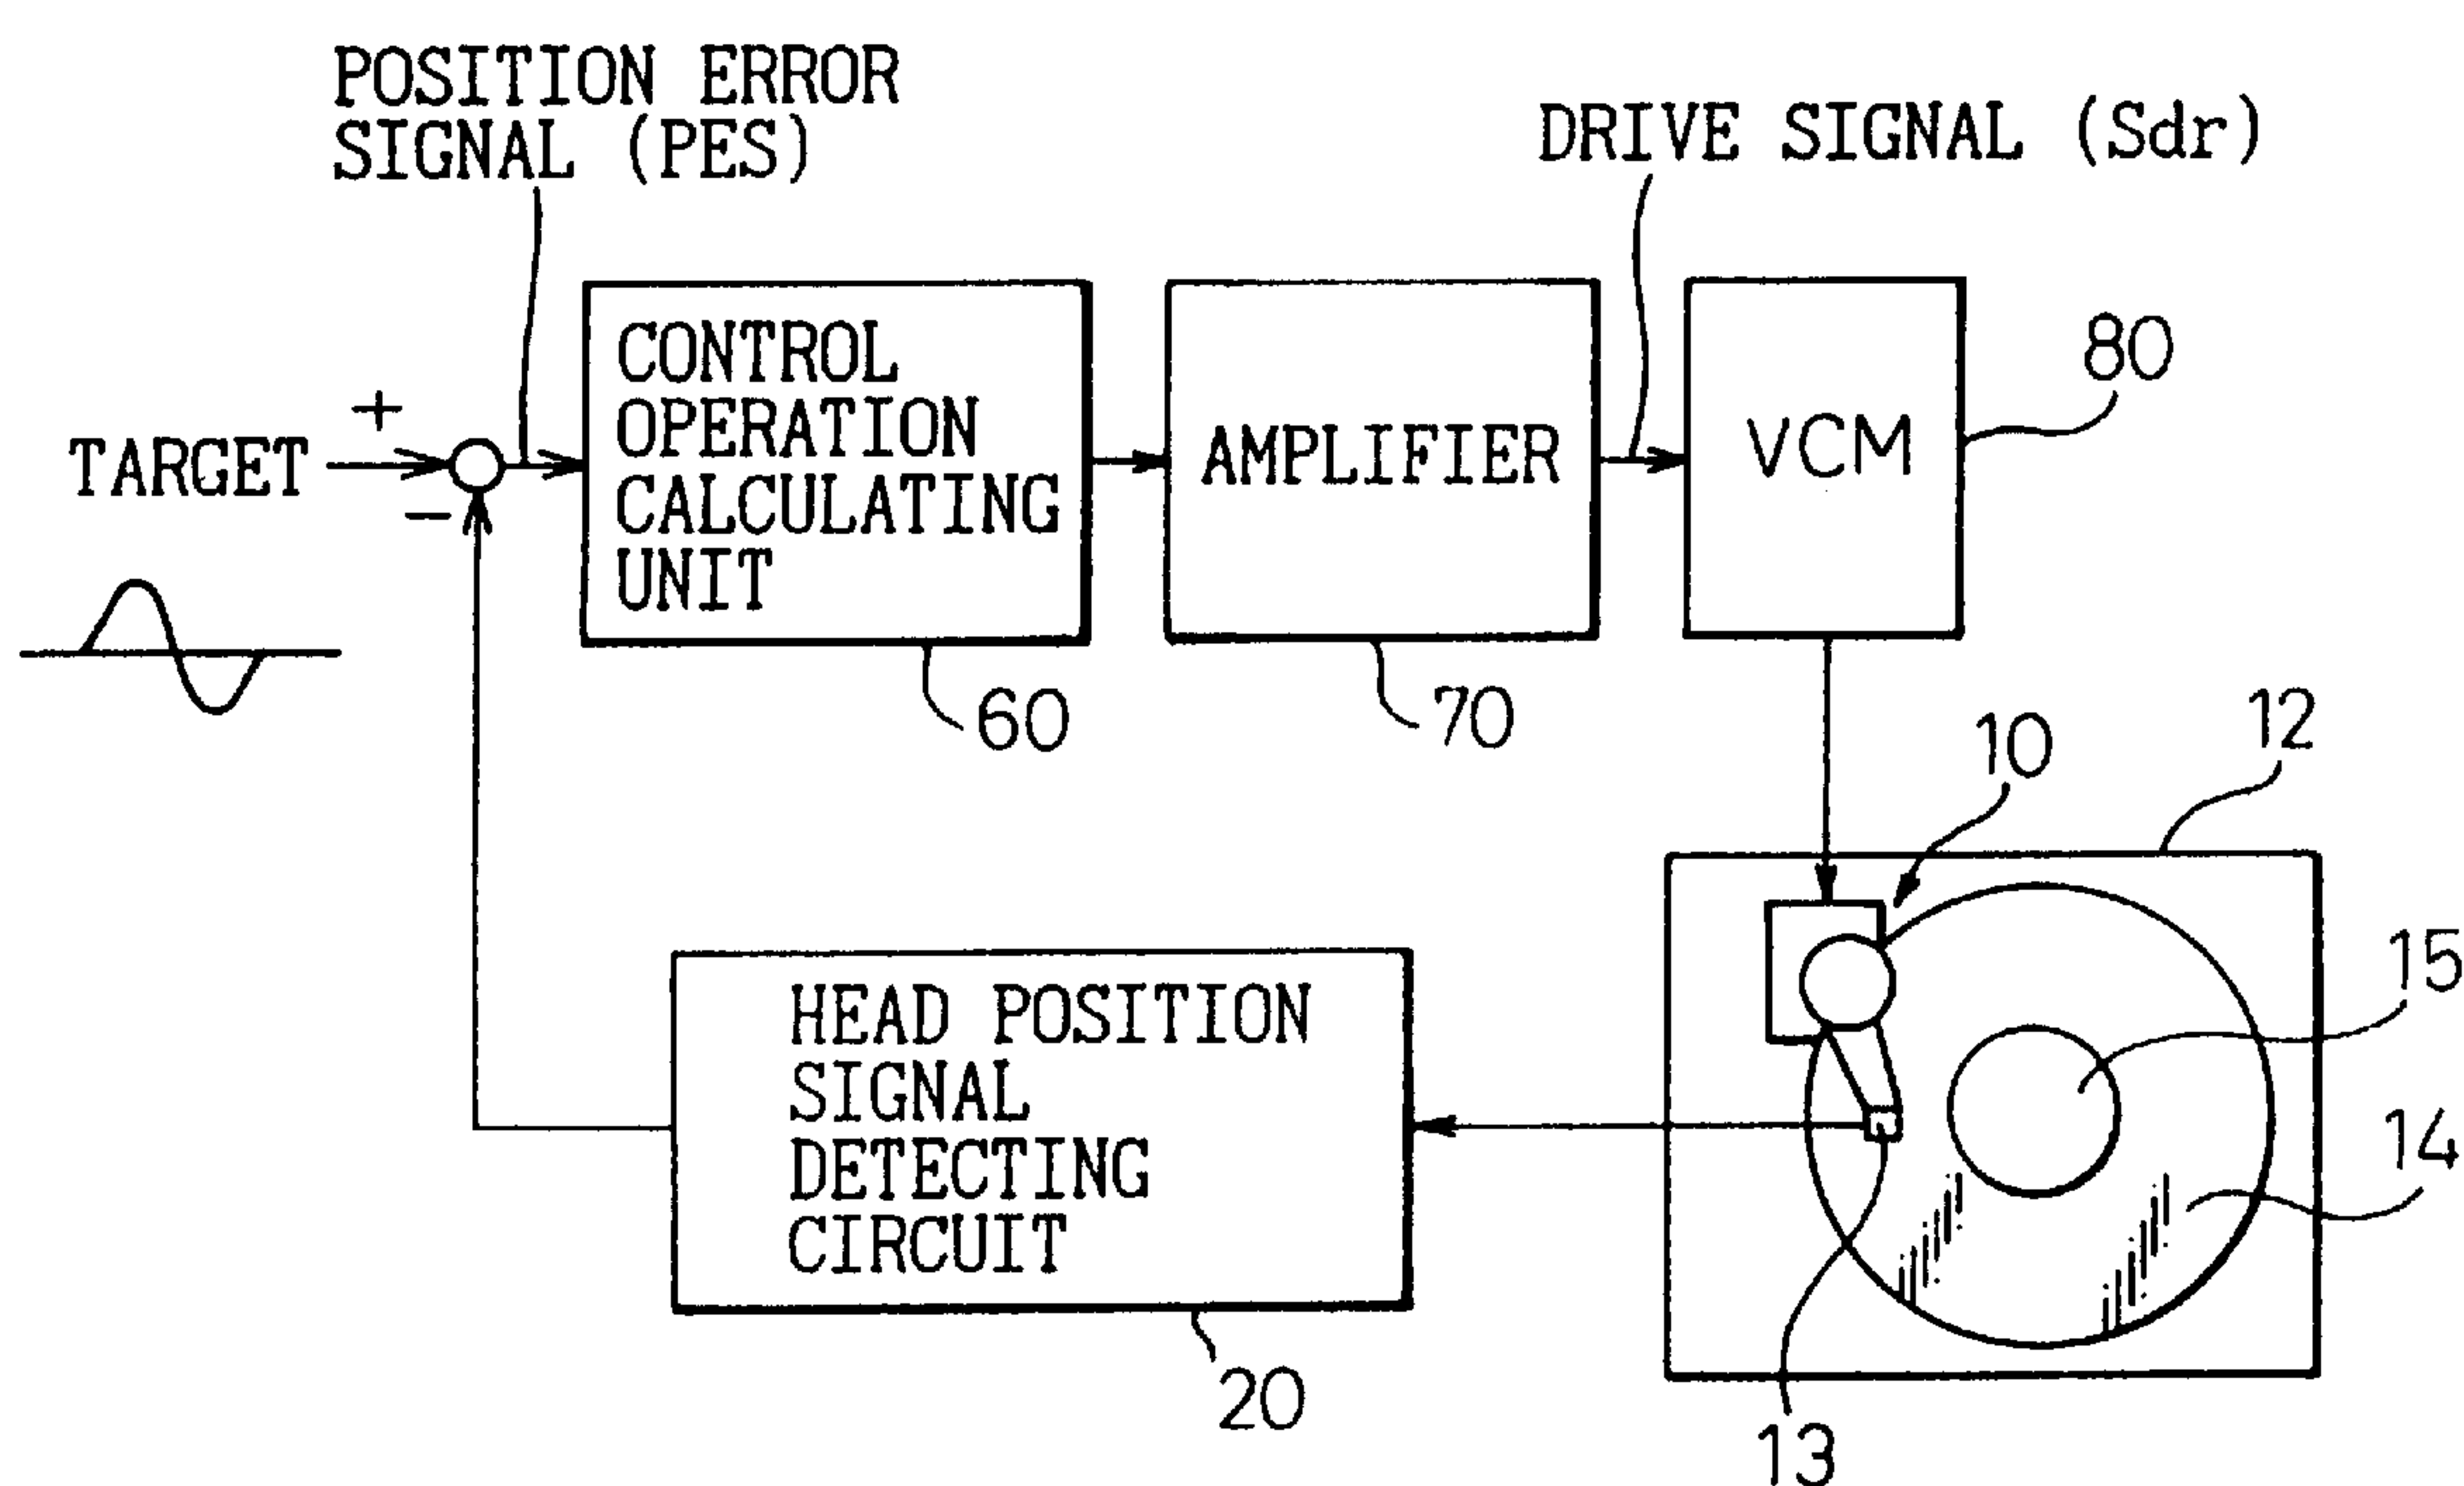 POSITION ERROR
SIGNAL (PES)
DRIVE SIGNAL (Sdr)
TARGET
+
−
CONTROL
OPERATION
CALCULATING
UNIT
AMPLIFIER
VCM
80
60
70
10
12
15
14
HEAD POSITION
SIGNAL
DETECTING
CIRCUIT
20
13